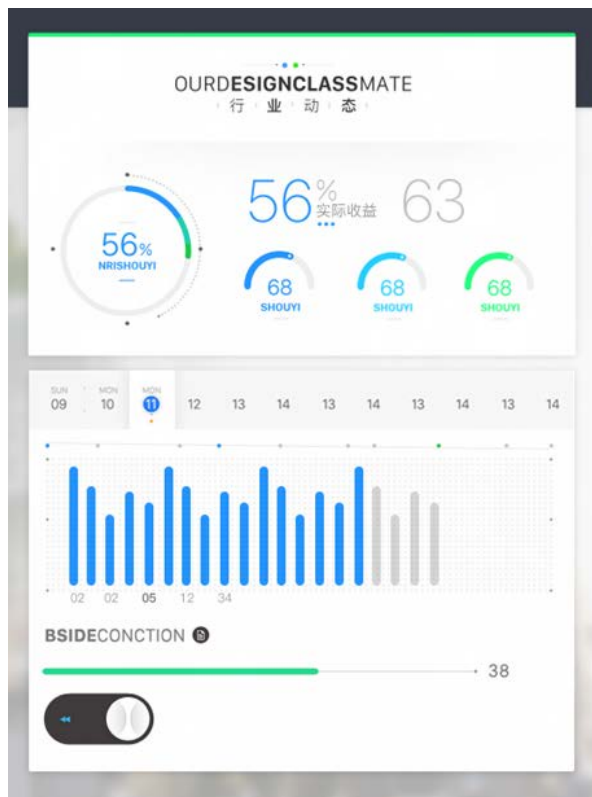 OURDESIGNCLASSMATE
行 业 动 态
56% 实际收益 63
56%
NRISHOUYI
68 68 68
SHOUYI SHOUYI SHOUYI
SUN MON MON
09 10 11 12 13 14 13 14 13 14 13 14
02 02 05 12 34
BSIDECONCTION
38